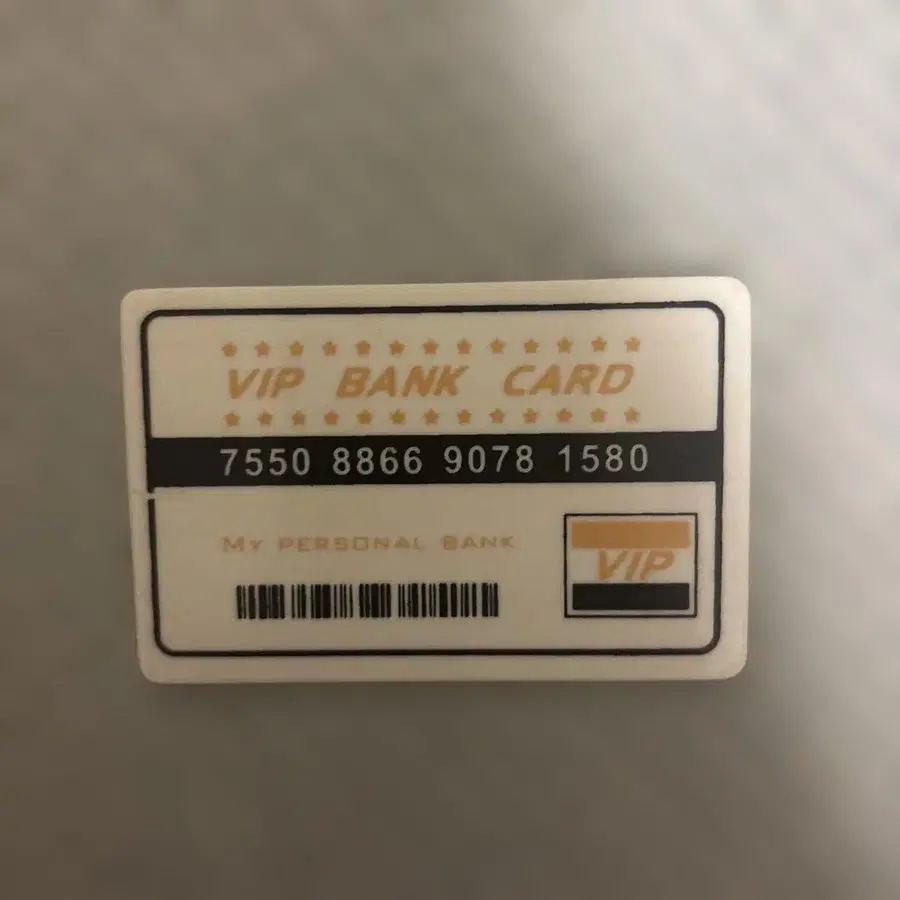 VIP BANK CARD
7550 8866 9078 1580
MY PERSONAL BANK
VIP